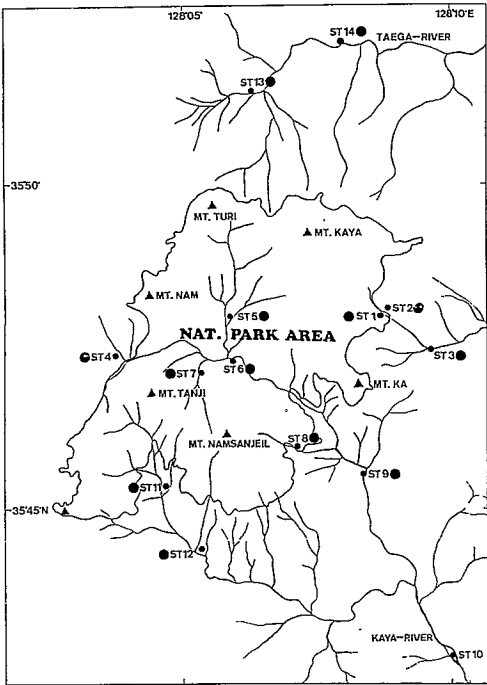 128°05'
128°10'E
ST14
TAEGA-RIVER
ST13
35°50'
MT. TURI
MT. KAYA
MT. NAM
ST5
ST1
ST2
NAT. PARK AREA
ST4
ST3
ST7
ST6
MT. KA
MT. TANJI
MT. NAMSANJEIL
ST8
ST9
ST11
35°45'N
ST12
KAYA-RIVER
ST10